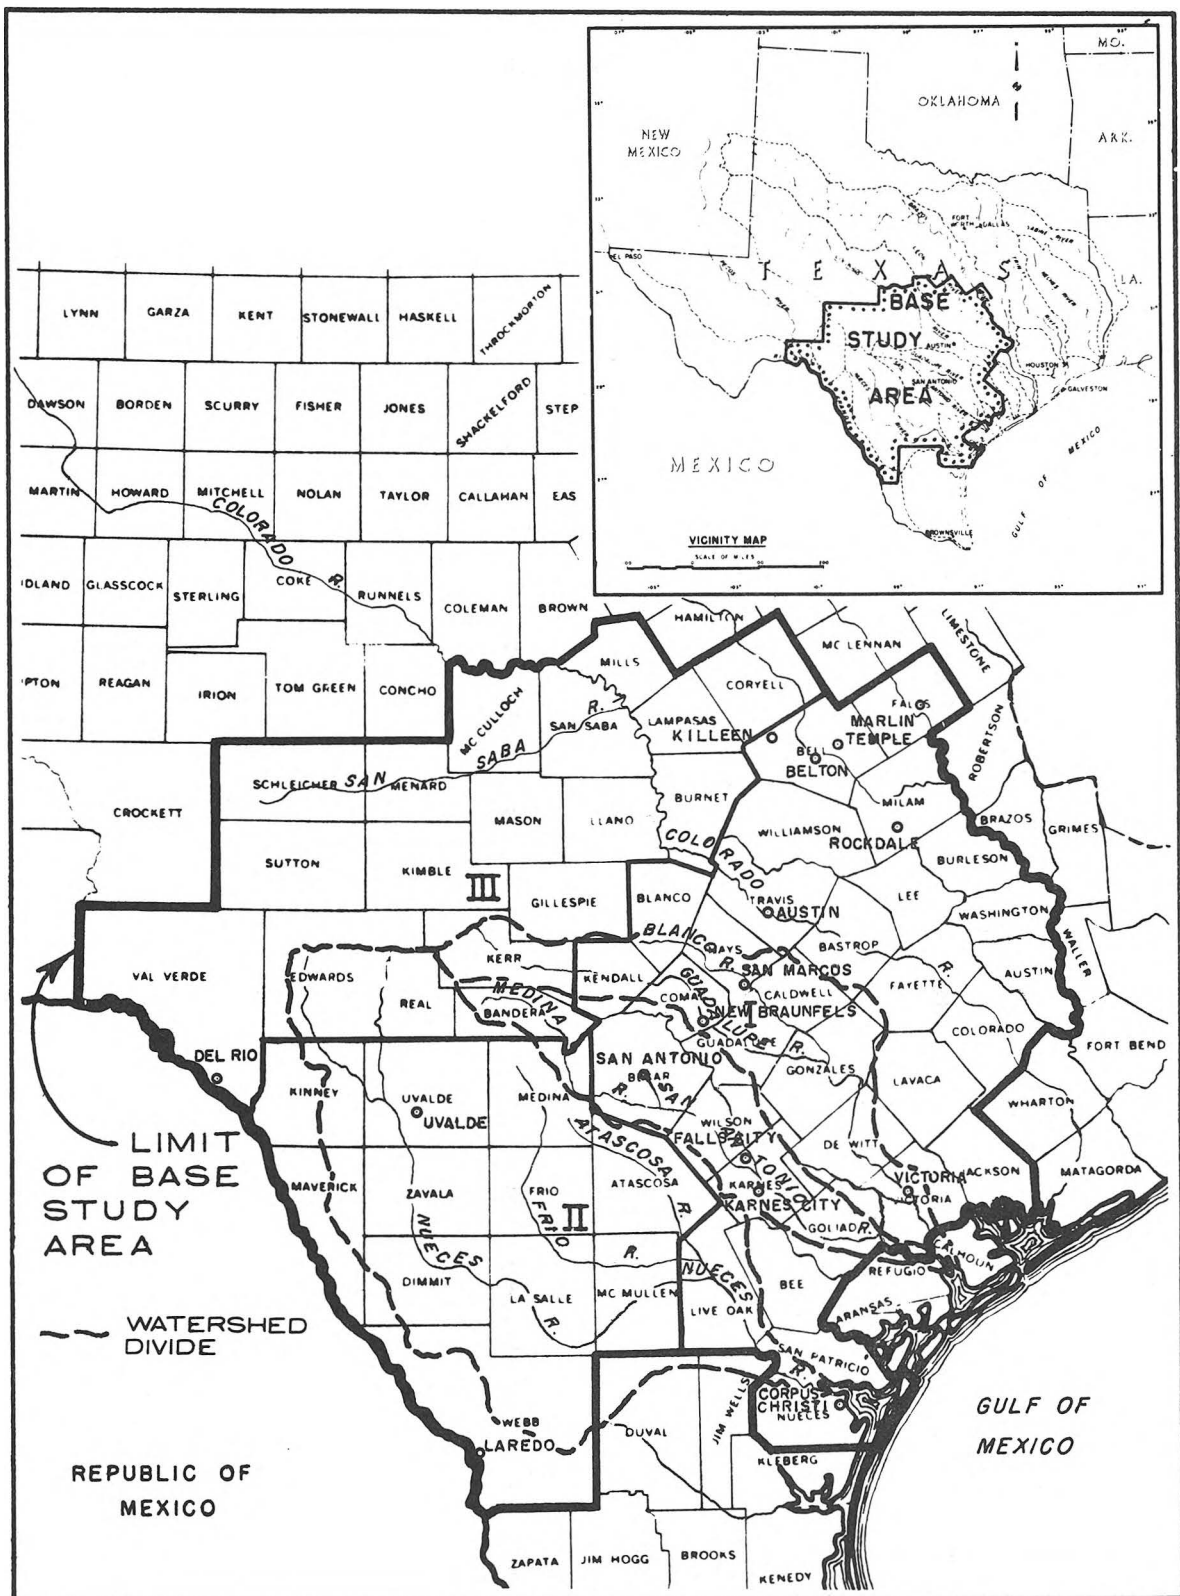 MO.
OKLAHOMA
NEW
MEXICO
ARK.
FORT
DALLAS
SABINE RIVER
EL PASO
T E X A S
NECHES RIVER
LA.
BASE
STUDY
AREA
AUSTIN
SAN ANTONIO
HOUSTON
GALVESTON
MEXICO
GULF OF MEXICO
BROWNSVILLE
VICINITY MAP
SCALE OF MILES
LYNN
GARZA
KENT
STONEWALL
HASKELL
THROCKMORTON
DAWSON
BORDEN
SCURRY
FISHER
JONES
SHACKELFORD
STEP
MARTIN
HOWARD
MITCHELL
NOLAN
TAYLOR
CALLAHAN
EAS
COLORADO R.
DLAND
GLASSCOCK
STERLING
COKE
RUNNELS
COLEMAN
BROWN
HAMILTON
MC LENNAN
LIMESTONE
PTON
REAGAN
IRION
TOM GREEN
CONCHO
MC CULLOCH
MILLS
SAN SABA
CORYELL
LAMPASAS
KILLEEN
FALLS
MARLIN
TEMPLE
BELL
BELTON
ROBERTSON
SAN SABA R.
CROCKETT
SCHLEICHER
MENARD
MASON
LLANO
BURNET
WILLIAMSON
MILAM
ROCKDALE
BRAZOS
GRIMES
BURLESON
SUTTON
KIMBLE
III
GILLESPIE
BLANCO
COLORADO R.
TRAVIS
AUSTIN
LEE
WASHINGTON
WALLER
VAL VERDE
EDWARDS
REAL
KERR
KENDALL
BLANCO R.
HAYS
BASTROP
SAN MARCOS
CALDWELL
FAYETTE
AUSTIN
COLORADO
FORT BEND
MEDINA R.
BANDERA
COMAL
GUADALUPE R.
NEW BRAUNFELS
I
GUADALUPE
GONZALES
LAVACA
WHARTON
DEL RIO
KINNEY
UVALDE
UVALDE
MEDINA
SAN ANTONIO
BEXAR
SAN ANTONIO R.
WILSON
FALLS CITY
DE WITT
JACKSON
MATAGORDA
LIMIT
OF BASE
STUDY
AREA
MAVERICK
ZAVALA
FRIO
FRIO R.
II
ATASCOSA R.
ATASCOSA
KARNES
KARNES CITY
GOLIAD
VICTORIA
VICTORIA
CALHOUN
NUECES R.
DIMMIT
LA SALLE
MC MULLEN
NUECES R.
LIVE OAK
BEE
REFUGIO
ARANSAS
WATERSHED
DIVIDE
SAN PATRICIO
CORPUS
CHRISTI
NUECES
WEBB
LAREDO
DUVAL
JIM WELLS
KLEBERG
GULF OF
MEXICO
REPUBLIC OF
MEXICO
ZAPATA
JIM HOGG
BROOKS
KENEDY